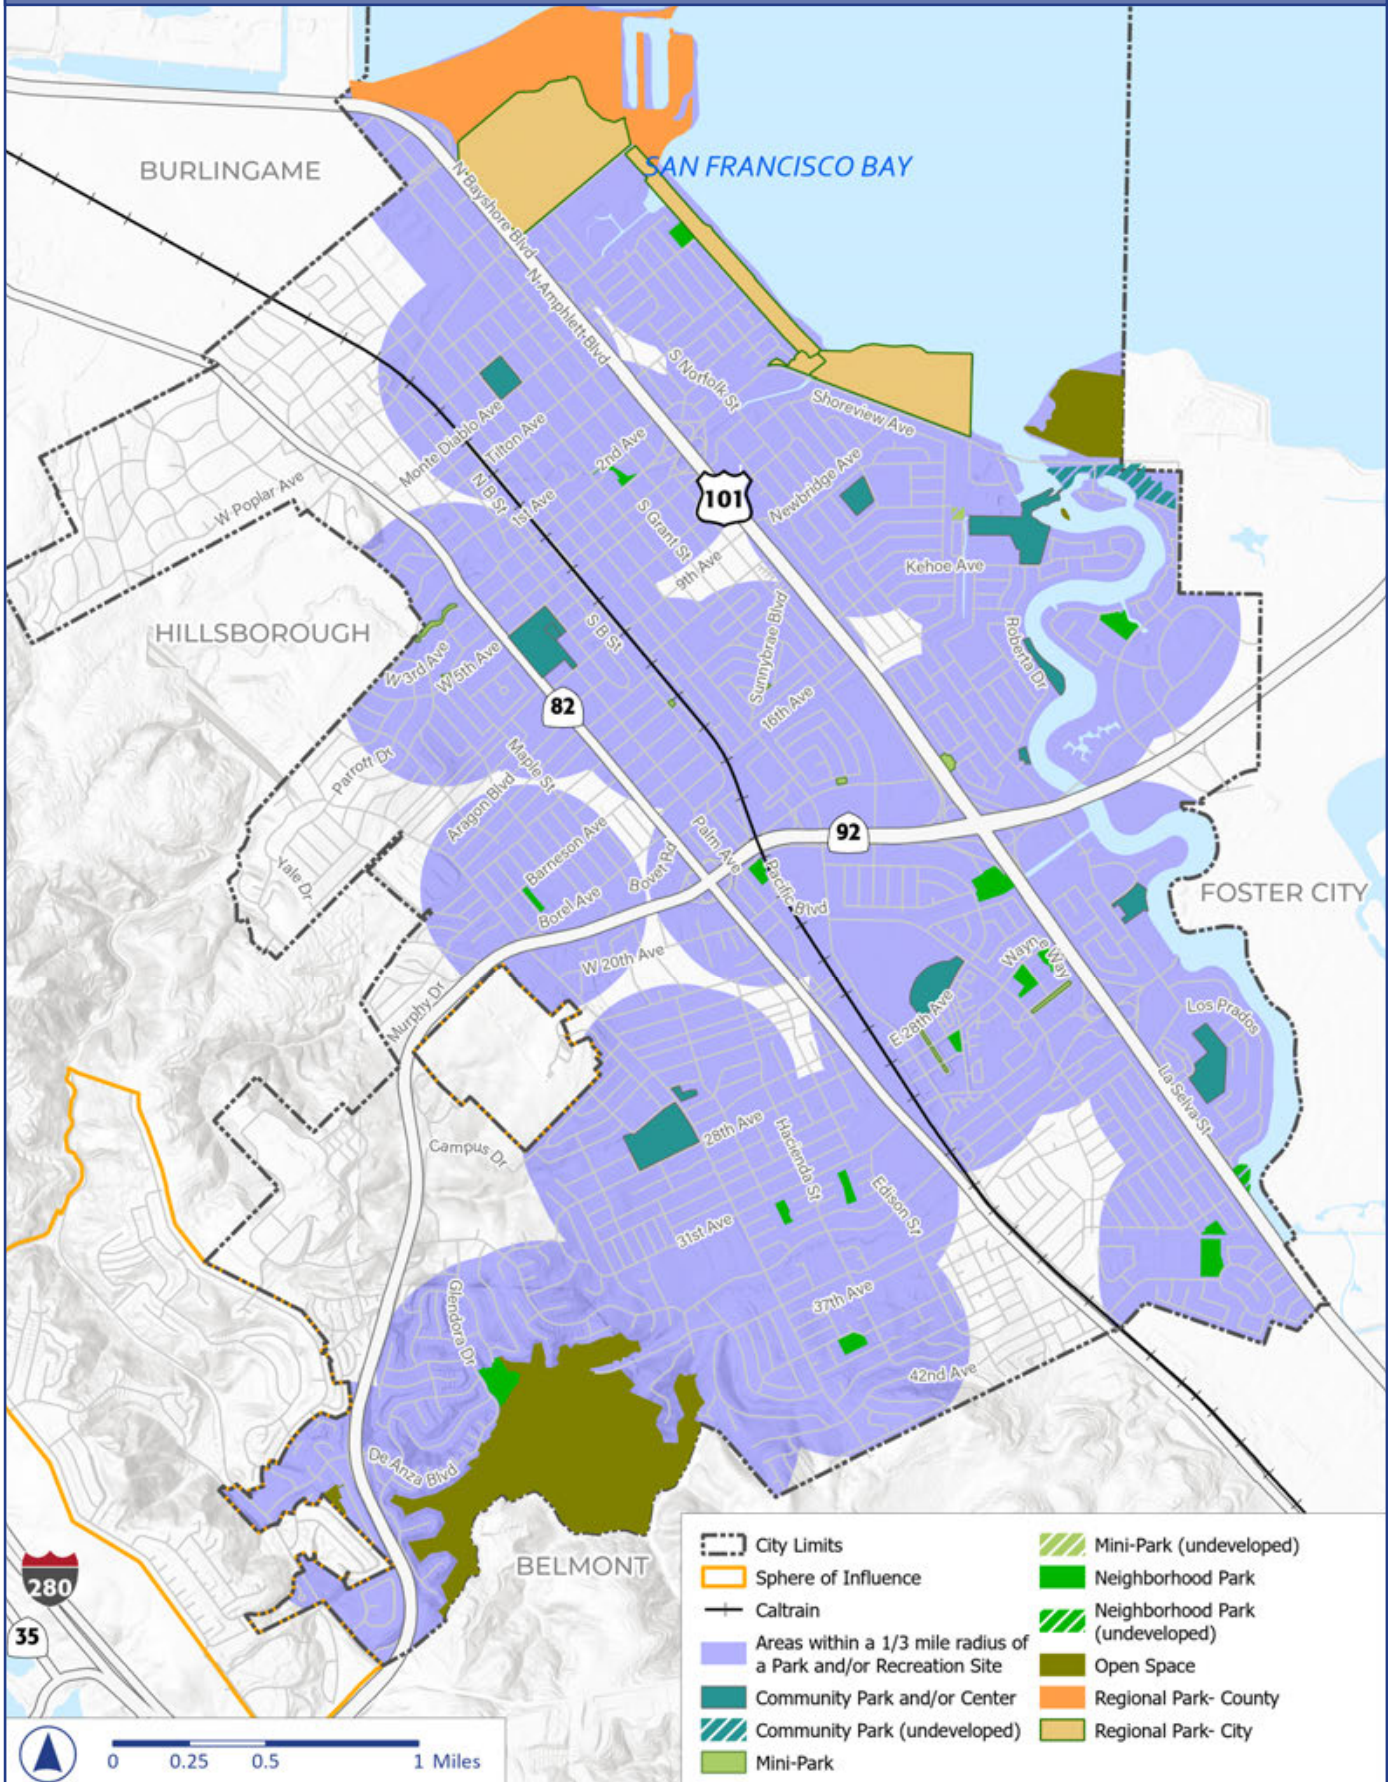 BURLINGAME
SAN FRANCISCO BAY
N Bayshore Blvd
N Amphlett Blvd
S Norfolk St
Shoreview Ave
Monte Diablo Ave
Tilton Ave
2nd Ave
N B St
1st Ave
W Poplar Ave
101
Newbridge Ave
S Grant St
9th Ave
Kehoe Ave
HILLSBOROUGH
S B St
Sunnybrae Blvd
Roberta Dr
W 3rd Ave
W 5th Ave
82
16th Ave
Parrott Dr
Maple St
Aragon Blvd
Barneson Ave
Bovet Rd
Palm Ave
92
Yale Dr
Borel Ave
Pacific Blvd
FOSTER CITY
W 20th Ave
Wayne Way
Murphy Dr
E 28th Ave
Los Prados
La Selva St
Campus Dr
28th Ave
Hacienda St
Edison St
31st Ave
Glendora Dr
37th Ave
42nd Ave
De Anza Blvd
BELMONT
280
35
City Limits
Sphere of Influence
Caltrain
Areas within a 1/3 mile radius of
a Park and/or Recreation Site
Community Park and/or Center
Community Park (undeveloped)
Mini-Park
Mini-Park (undeveloped)
Neighborhood Park
Neighborhood Park
(undeveloped)
Open Space
Regional Park- County
Regional Park- City
0 0.25 0.5 1 Miles